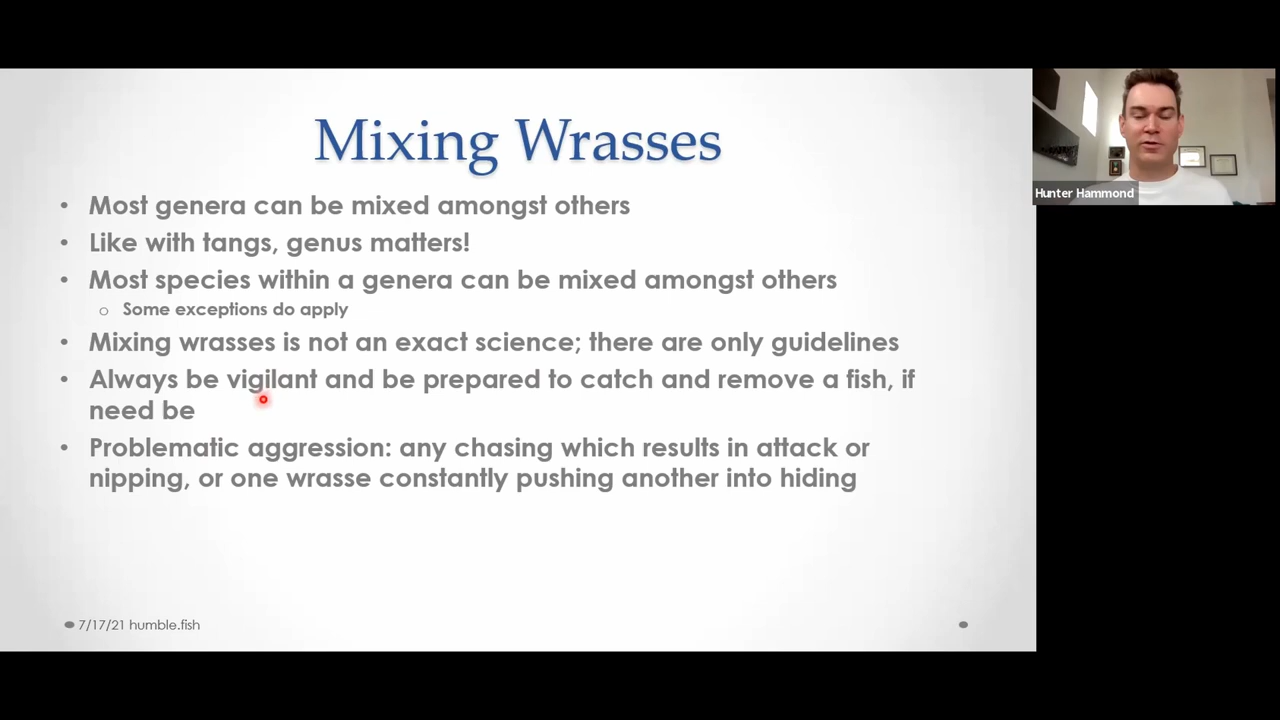 Mixing Wrasses
• Most genera can be mixed amongst others
• Like with tangs, genus matters!
• Most species within a genera can be mixed amongst others
o Some exceptions do apply
• Mixing wrasses is not an exact science; there are only guidelines
• Always be vigilant and be prepared to catch and remove a fish, if
need be
• Problematic aggression: any chasing which results in attack or
nipping, or one wrasse constantly pushing another into hiding
7/17/21 humble.fish
Hunter Hammond